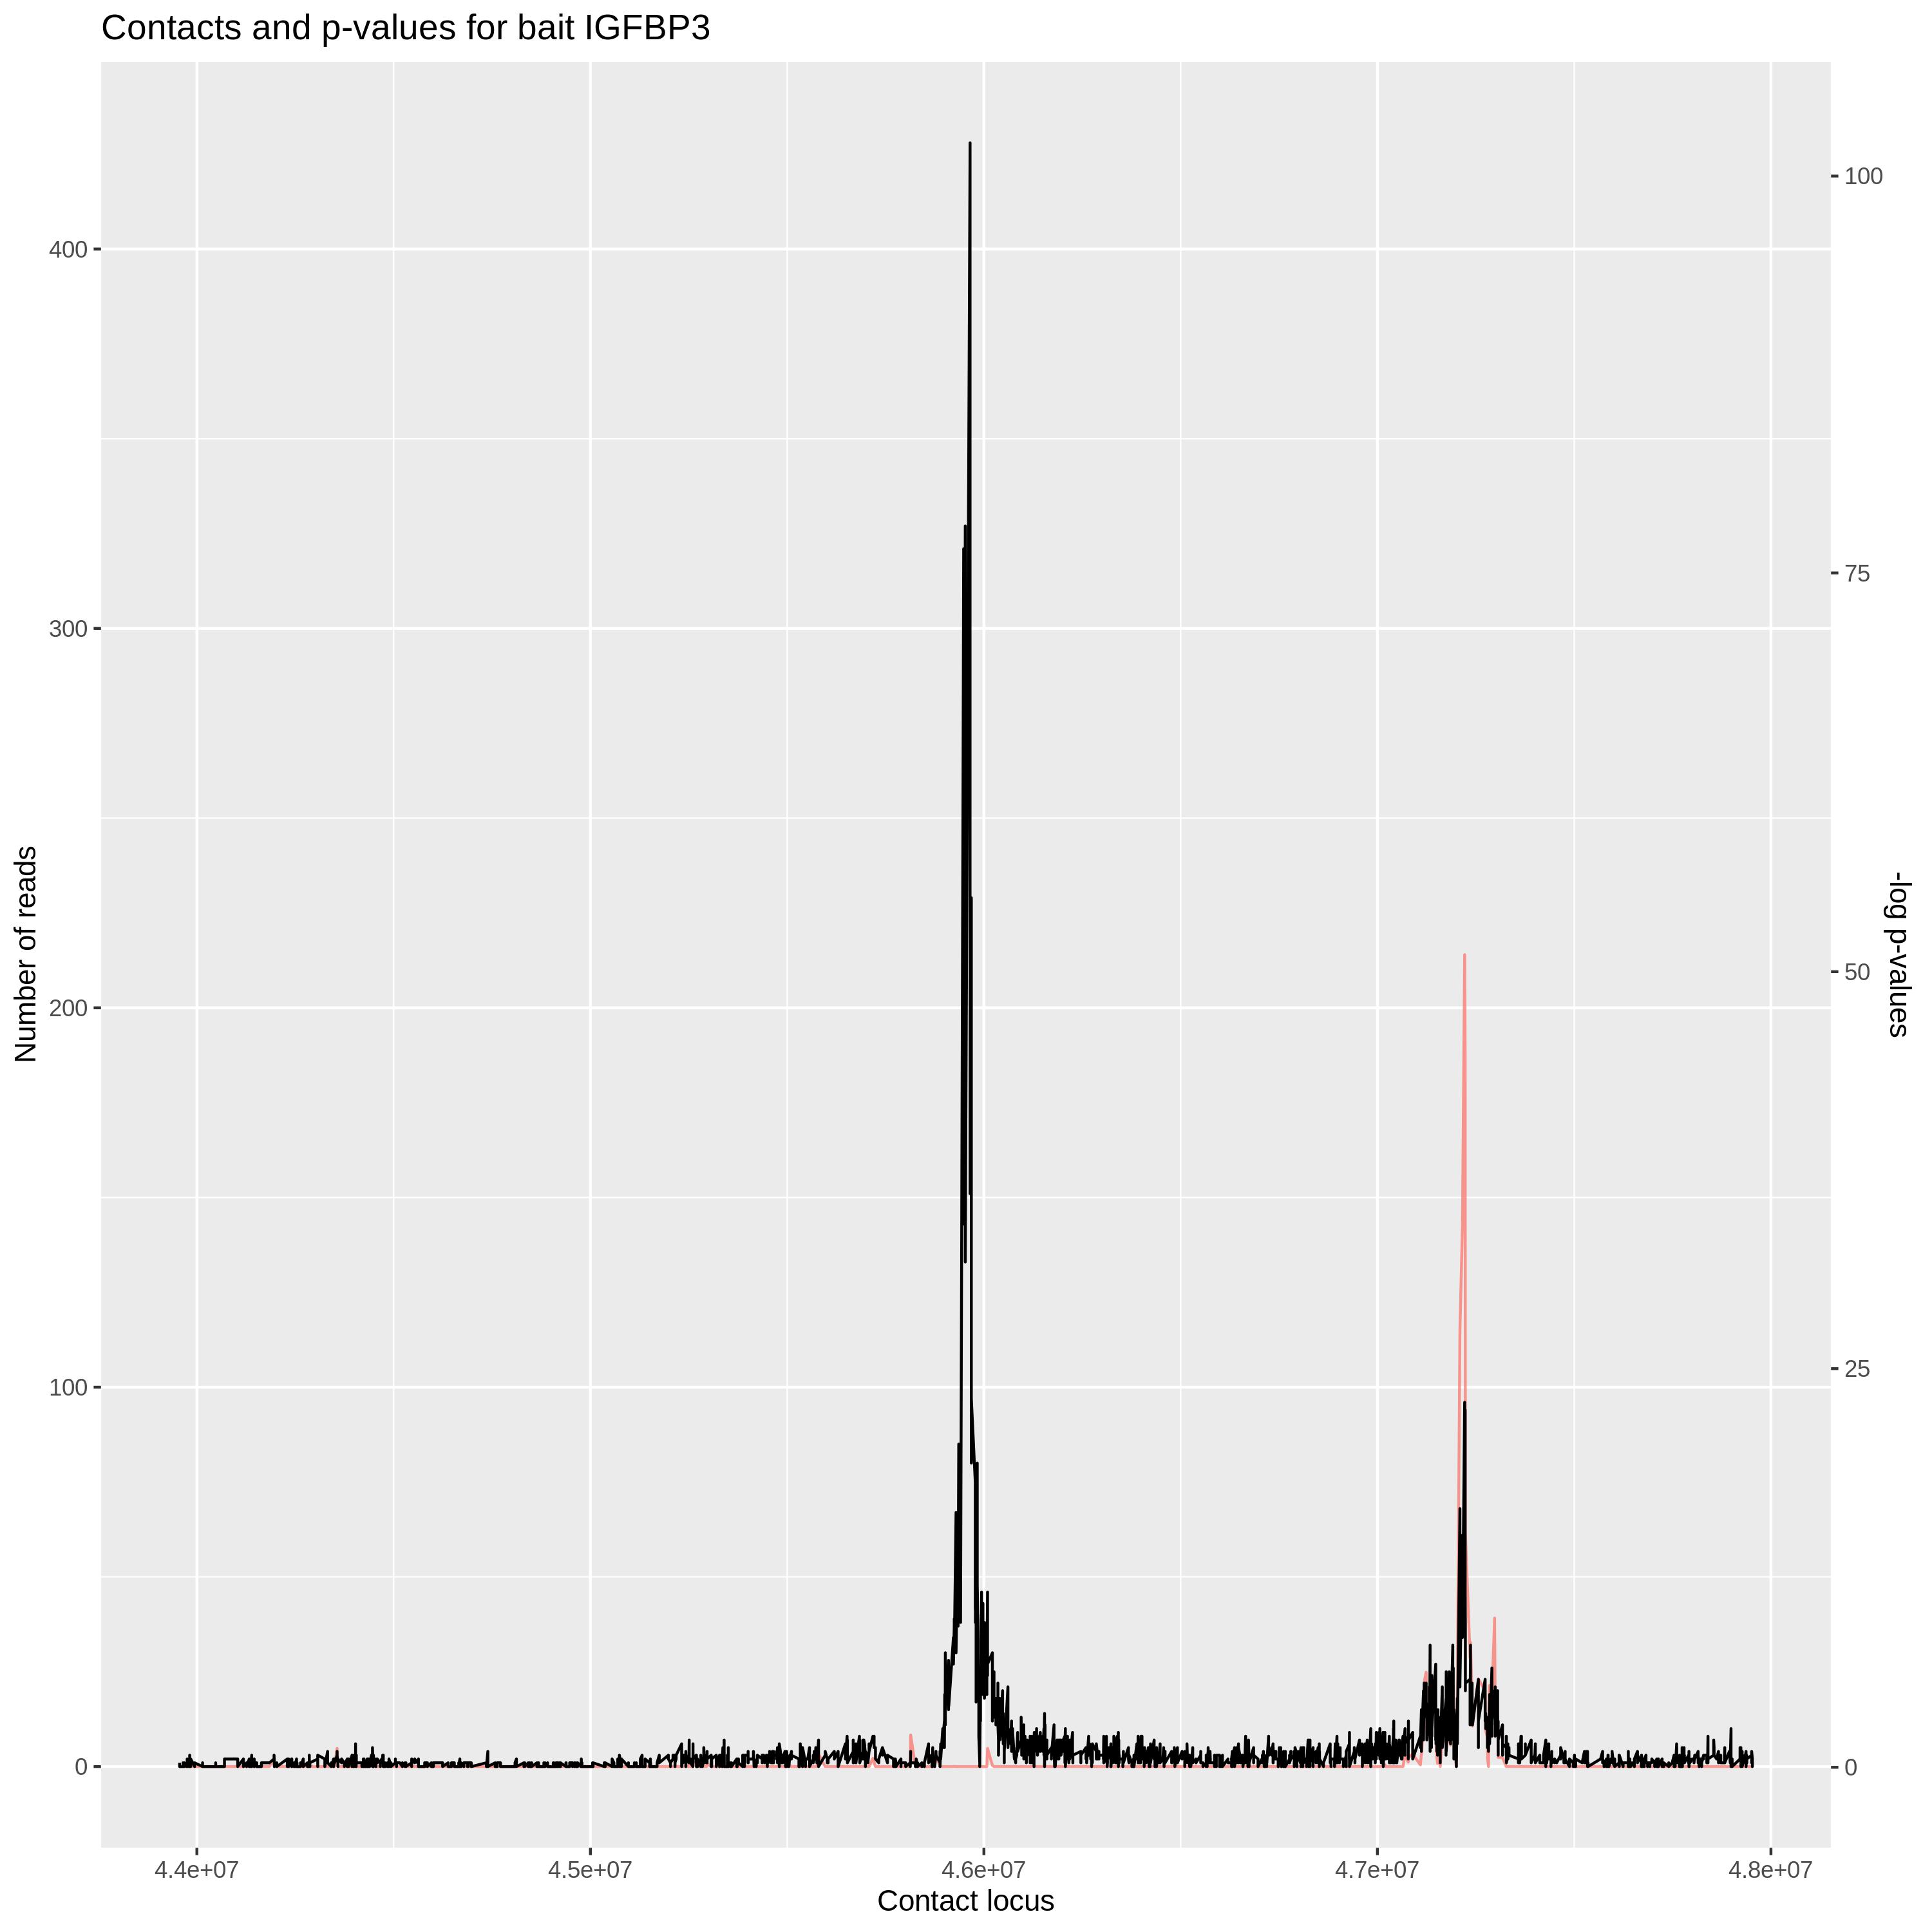 Contacts and p-values for bait IGFBP3
Number of reads
400
300
200
100
0
100
75
50
25
0
-log p-values
4.4e+07
4.5e+07
4.6e+07
4.7e+07
4.8e+07
Contact locus